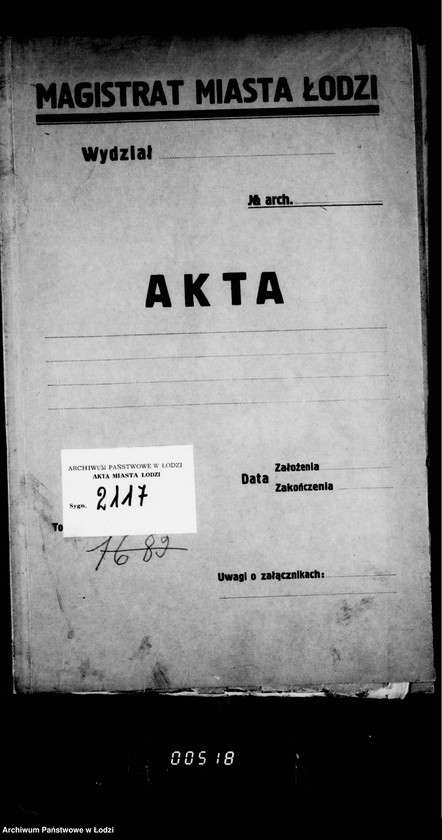 MAGISTRAT MIASTA ŁODZI
Wydział
№ arch.
AKTA
ARCHIWUM PAŃSTWOWE W ŁODZI
AKTA MIASTA ŁODZI
Sygn. 2117
Data
Założenia
Zakończenia
To
1689
Uwagi o załącznikach:
00518
Archiwum Państwowe w Łodzi